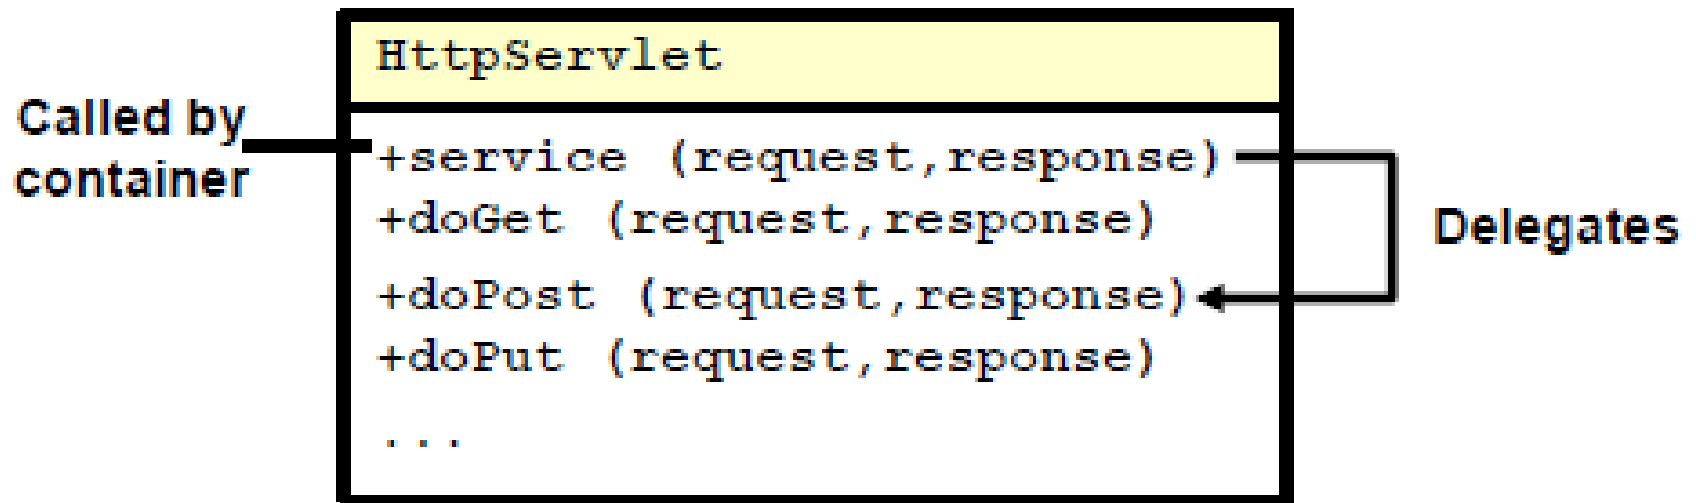 HttpServlet
Called by
container
+service (request,response)
+doGet (request,response)
Delegates
+doPost (request,response)
+doPut (request,response)
...